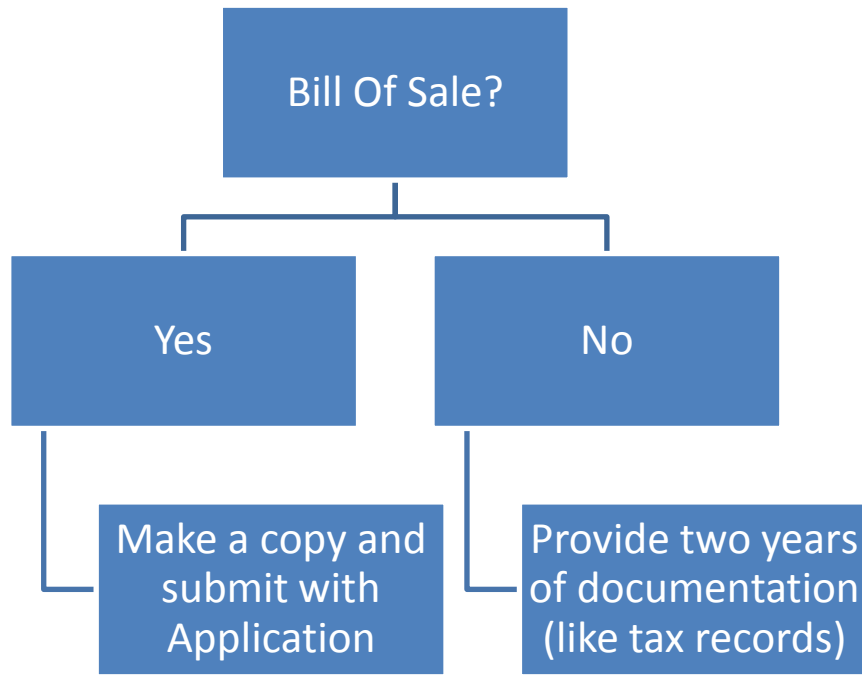 Bill Of Sale?
Yes
No
Make a copy and
submit with
Application
Provide two years
of documentation
(like tax records)